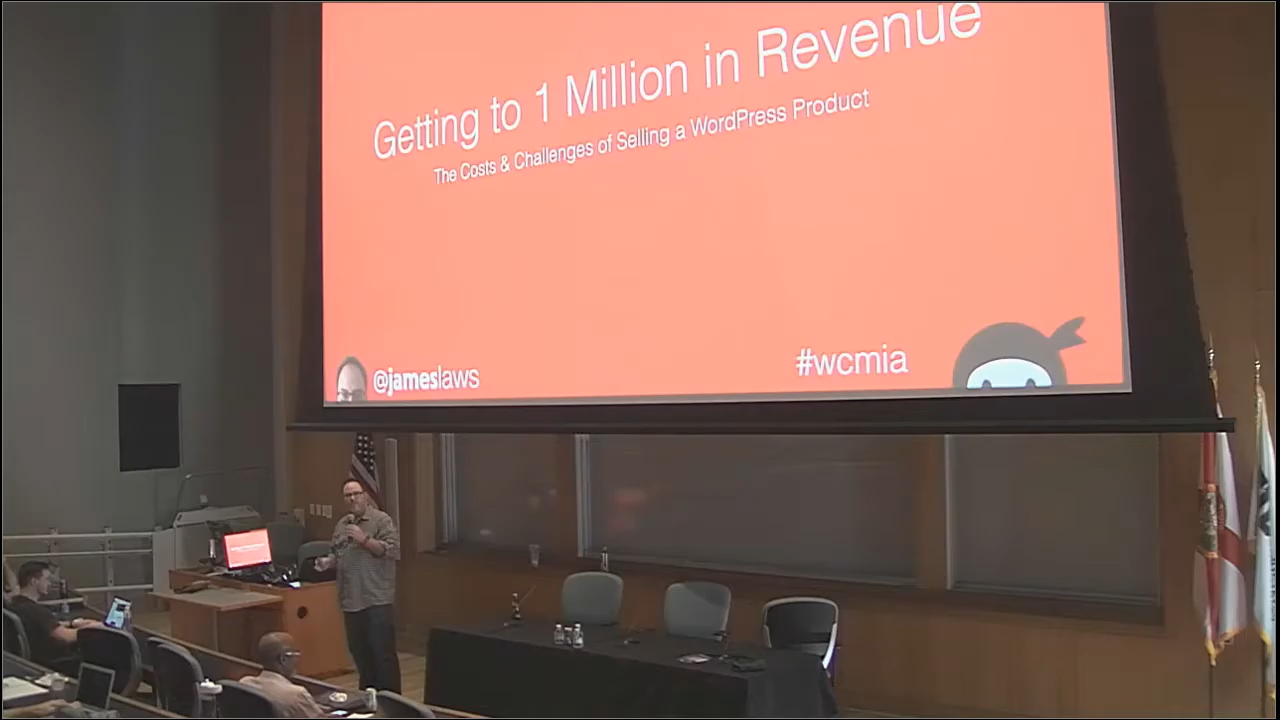 Getting to 1 Million in Revenue
The Costs & Challenges of Selling a WordPress Product
@jameslaws
#wcmia